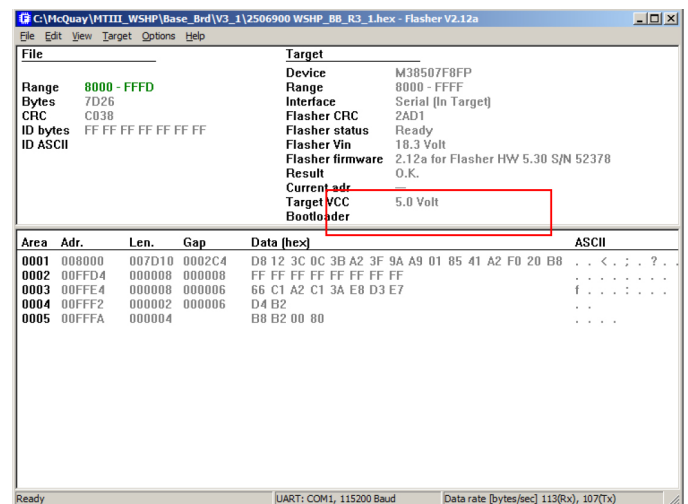 C:\McQuay\MTIII_WSHP\Base_Brd\V3_1\2506900 WSHP_BB_R3_1.hex - Flasher V2.12a
File Edit View Target Options Help
File
Range 8000 - FFFD
Bytes 7D26
CRC C038
ID bytes FF FF FF FF FF FF FF
ID ASCII
Target
Device M38507F8FP
Range 8000 - FFFF
Interface Serial (In Target)
Flasher CRC 2AD1
Flasher status Ready
Flasher Vin 18.3 Volt
Flasher firmware 2.12a for Flasher HW 5.30 S/N 52378
Result O.K.
Current adr —
Target VCC 5.0 Volt
Bootloader
Area Adr. Len. Gap Data (hex) ASCII
0001 008000 007D10 0002C4 D8 12 3C 0C 3B A2 3F 9A A9 01 85 41 A2 F0 20 B8 . . < . ; . ? . .
0002 00FFD4 000008 000008 FF FF FF FF FF FF FF FF . . . . . . . .
0003 00FFE4 000008 000006 66 C1 A2 C1 3A E8 D3 E7 f . . . : . . .
0004 00FFF2 000002 000006 D4 B2 . .
0005 00FFFA 000004 B8 B2 00 80 . . . .
Ready UART: COM1, 115200 Baud Data rate [bytes/sec] 113(Rx), 107(Tx)